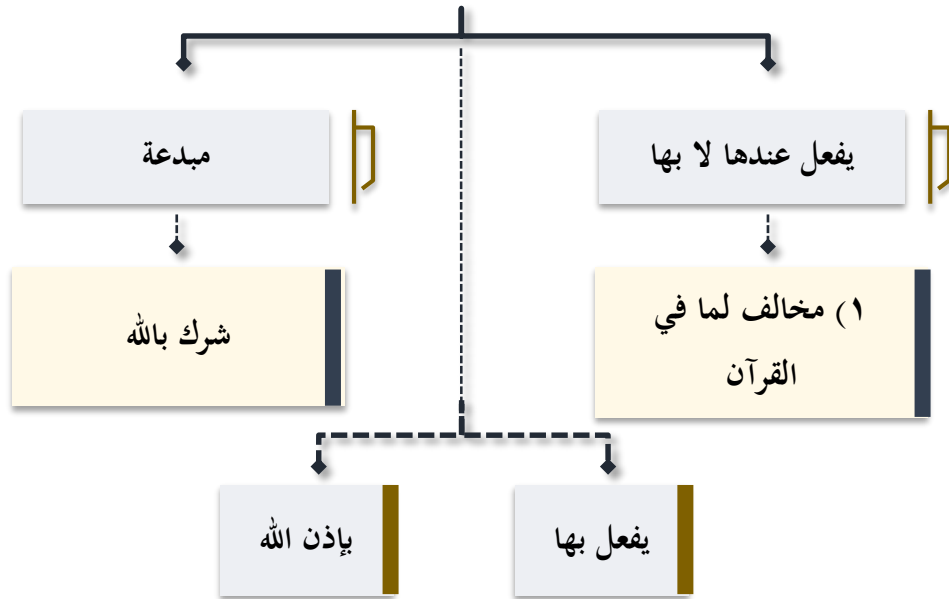 يفعل عندها لا بها
مبدعة
١) مخالف لما في
القرآن
شرك بالله
يفعل بها
بإذن الله